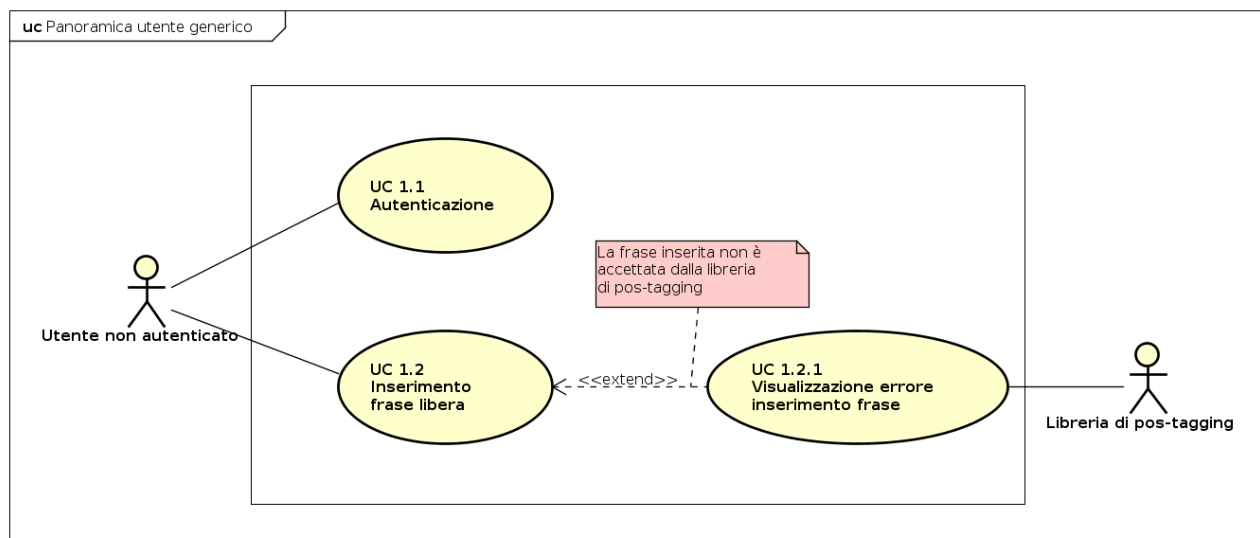 uc Panoramica utente generico
UC 1.1
Autenticazione
La frase inserita non è
accettata dalla libreria
di pos-tagging
Utente non autenticato
UC 1.2
Inserimento
frase libera
<<extend>>
UC 1.2.1
Visualizzazione errore
inserimento frase
Libreria di pos-tagging